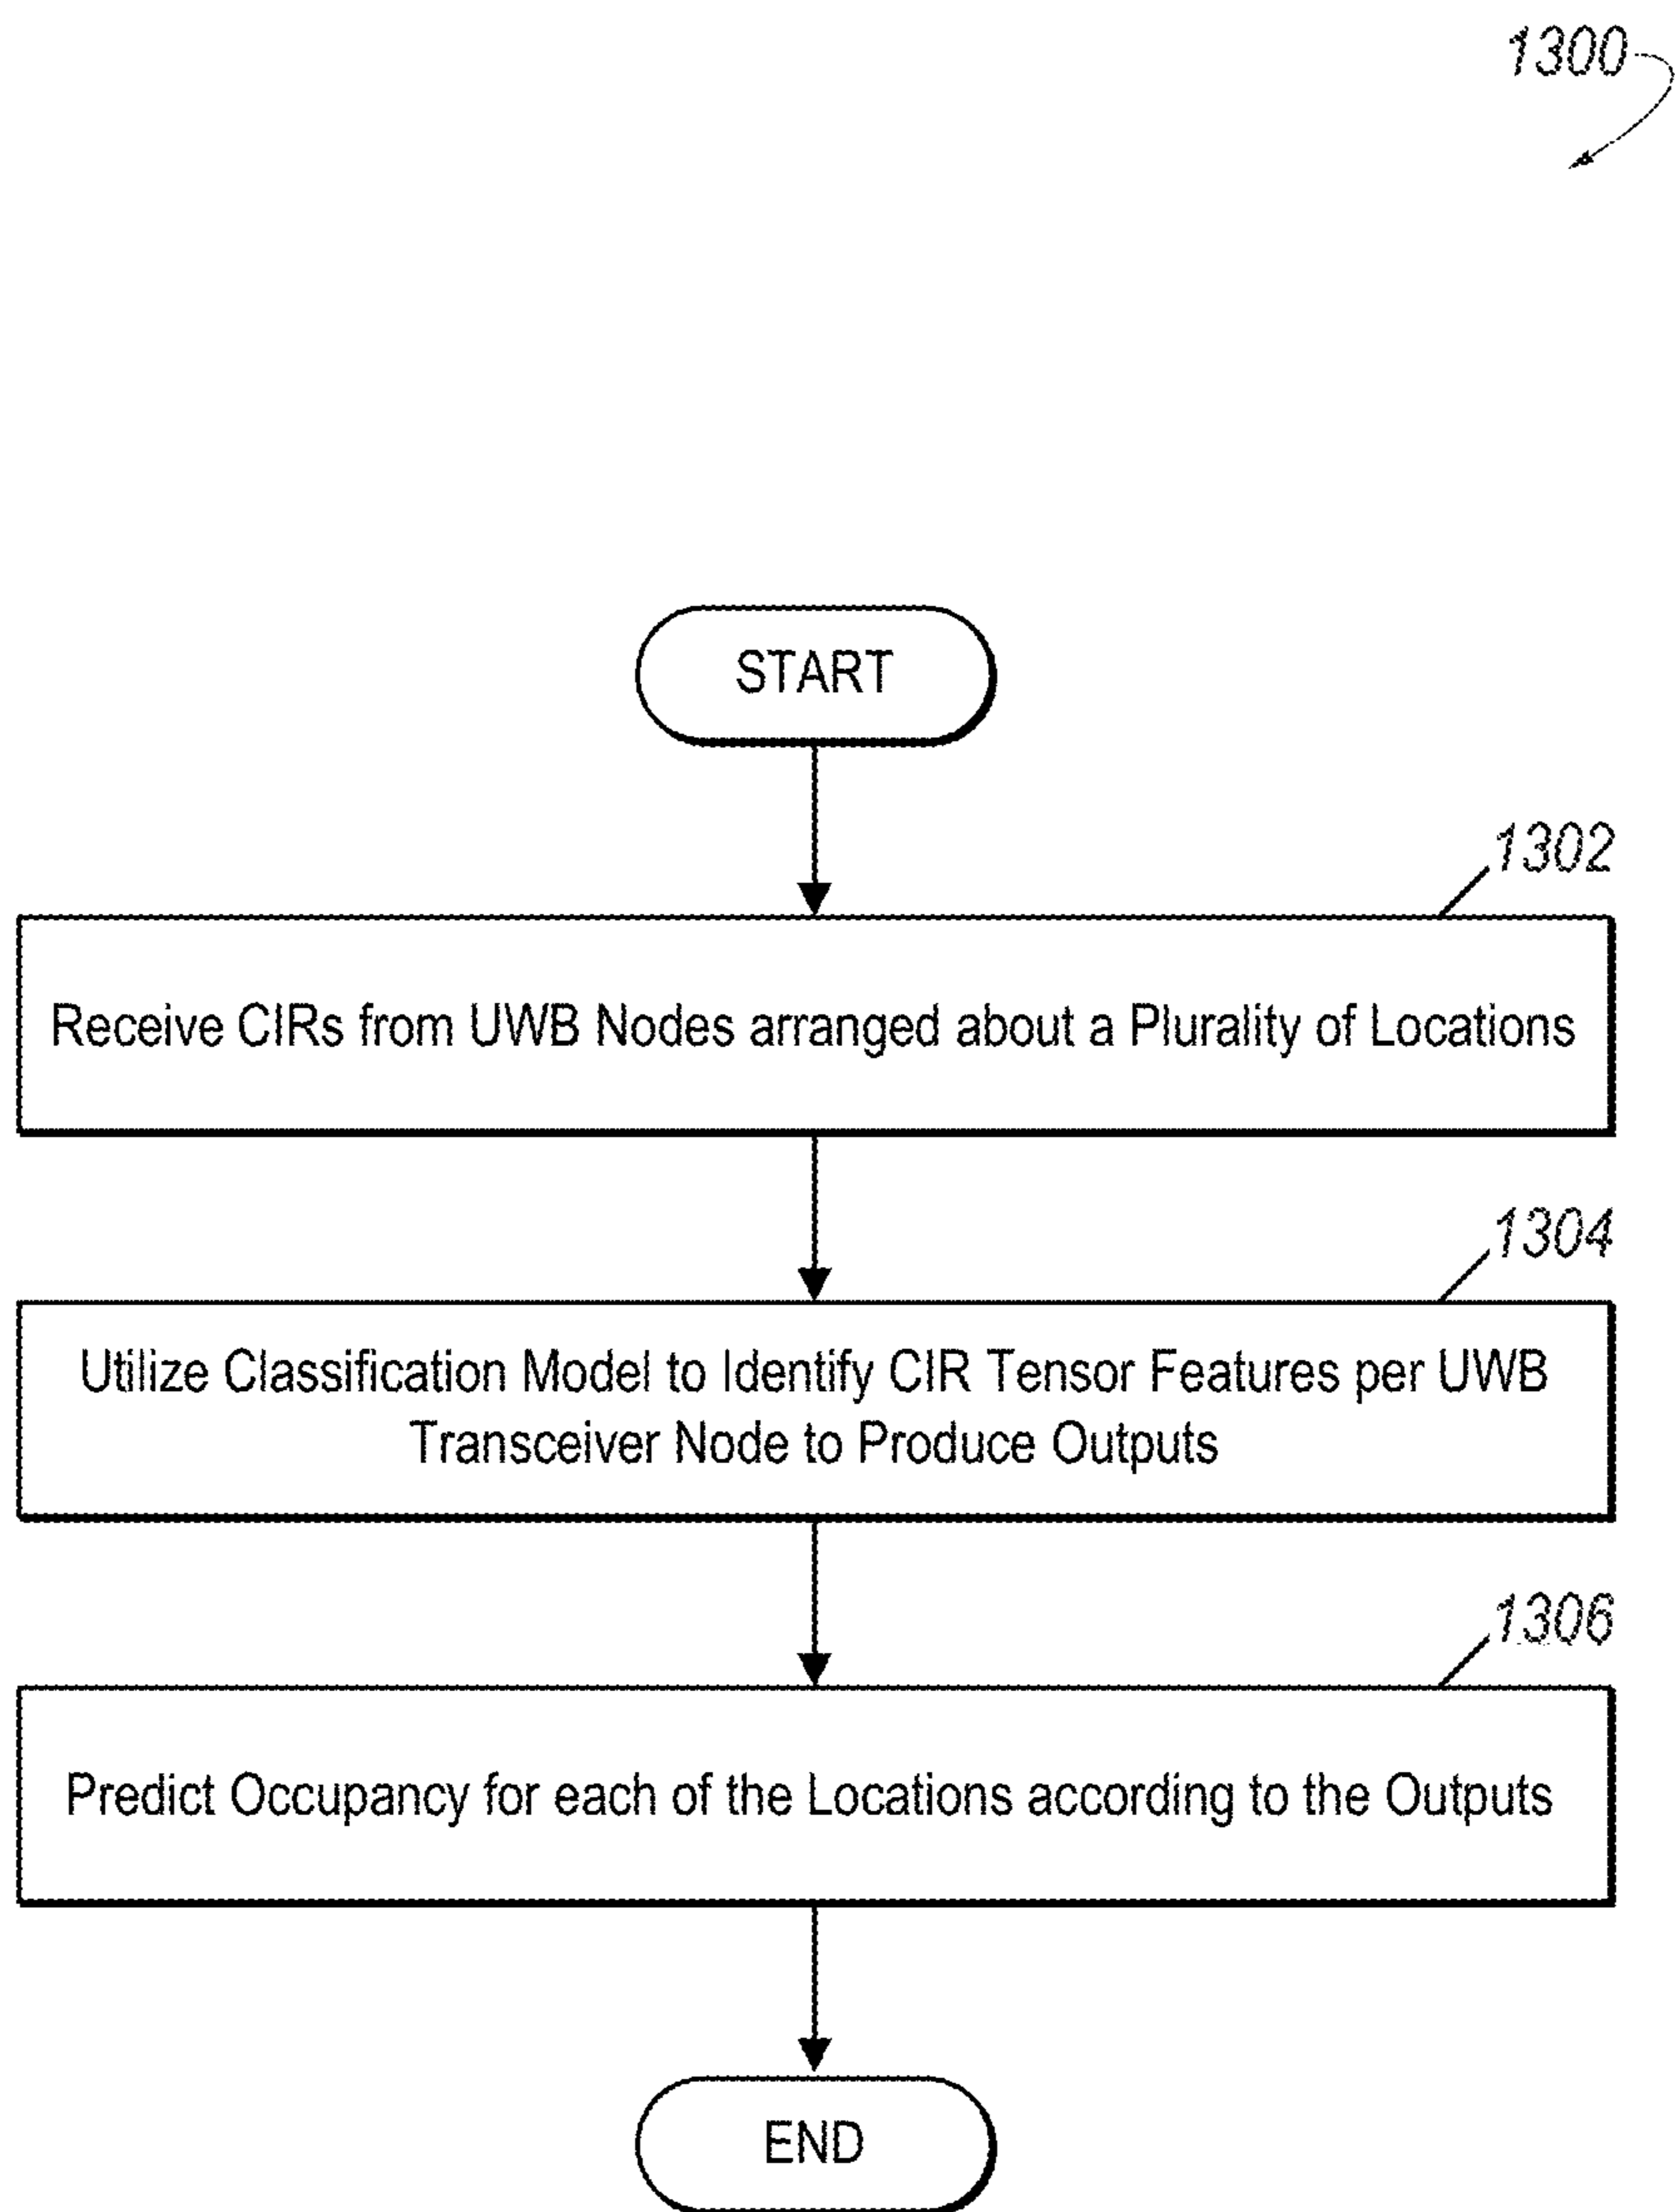 1300
START
1302
Receive CIRs from UWB Nodes arranged about a Plurality of Locations
1304
Utilize Classification Model to Identify CIR Tensor Features per UWB
Transceiver Node to Produce Outputs
1306
Predict Occupancy for each of the Locations according to the Outputs
END